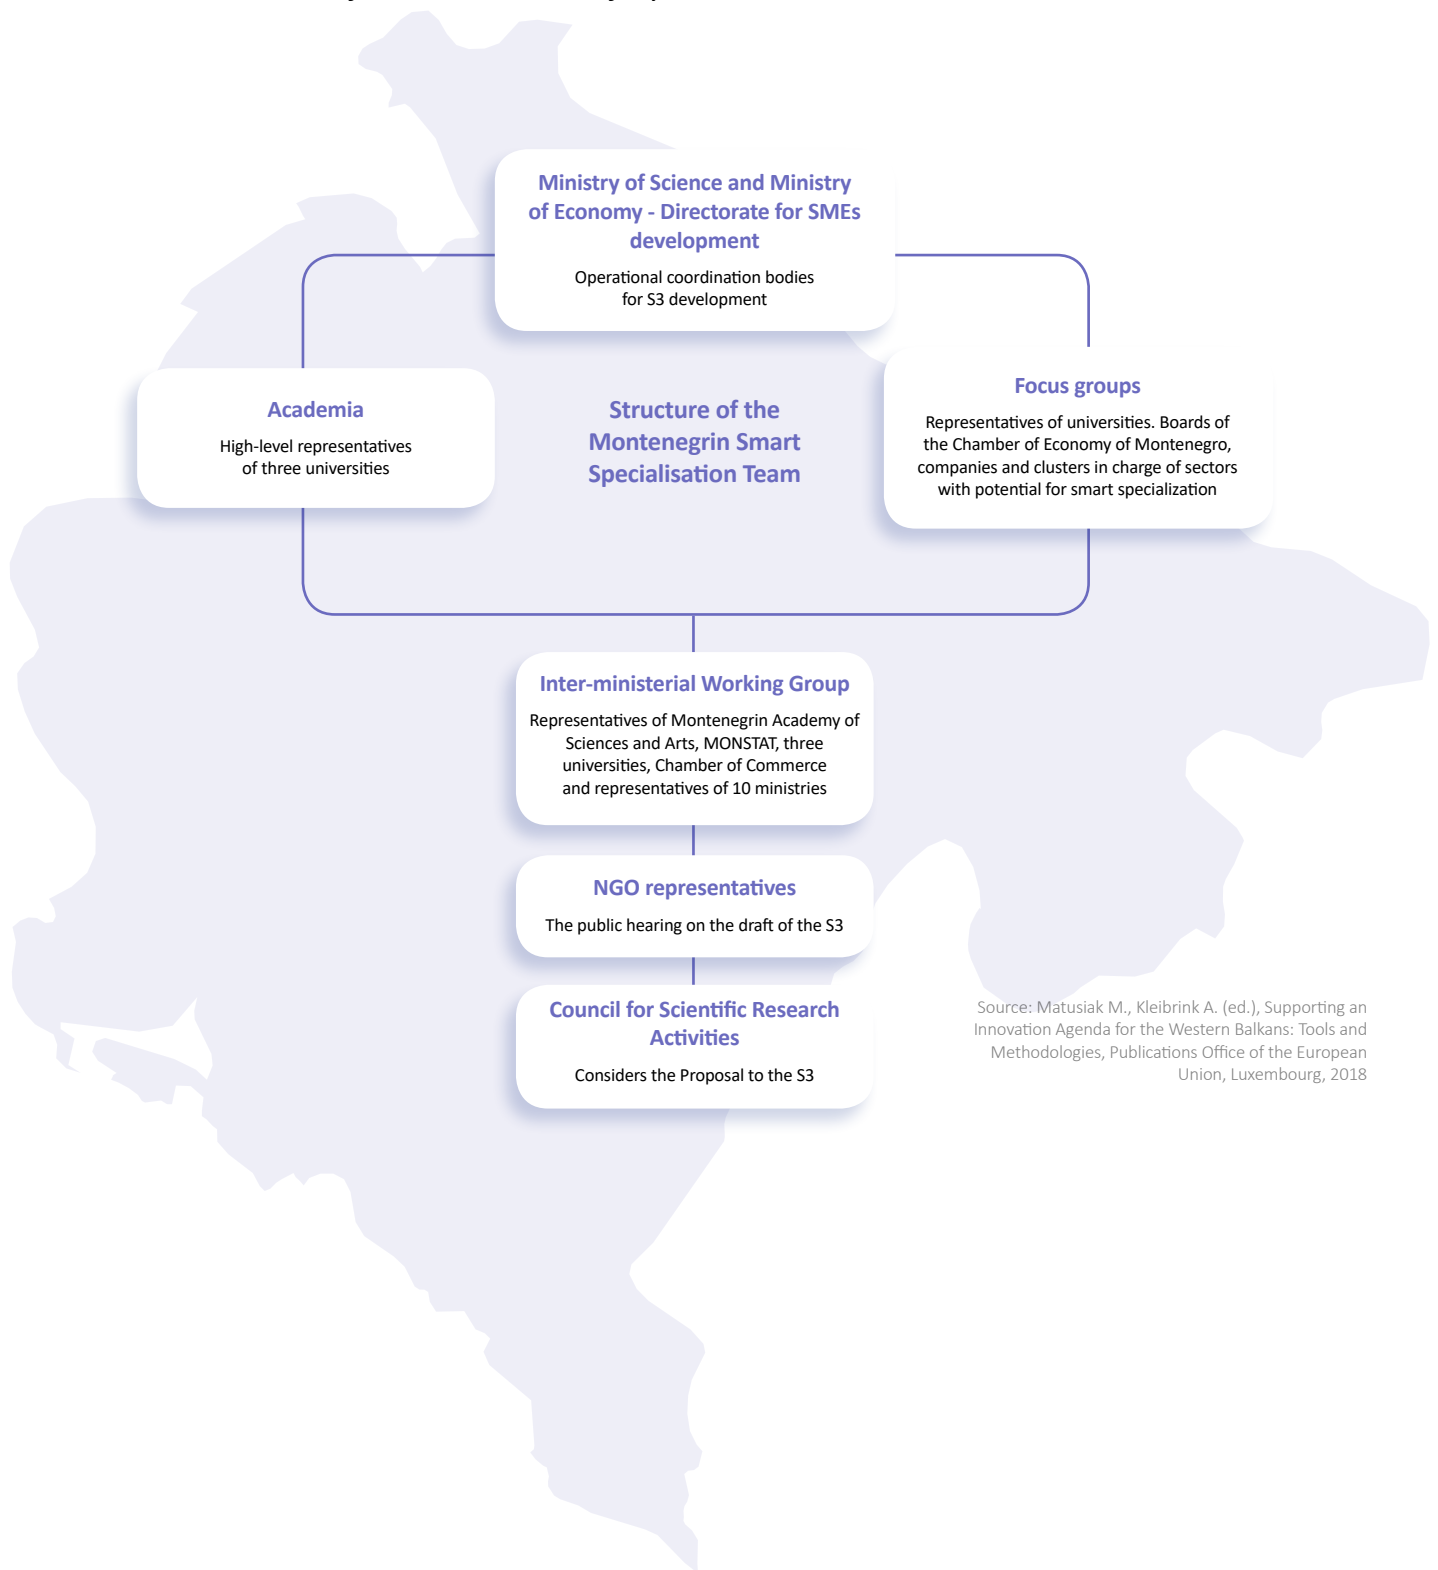 Ministry of Science and Ministry
of Economy - Directorate for SMEs
development
Operational coordination bodies
for S3 development
Academia
High-level representatives
of three universities
Structure of the
Montenegrin Smart
Specialisation Team
Focus groups
Representatives of universities. Boards of
the Chamber of Economy of Montenegro,
companies and clusters in charge of sectors
with potential for smart specialization
Inter-ministerial Working Group
Representatives of Montenegrin Academy of
Sciences and Arts, MONSTAT, three
universities, Chamber of Commerce
and representatives of 10 ministries
NGO representatives
The public hearing on the draft of the S3
Council for Scientific Research
Activities
Considers the Proposal to the S3
Source: Matusiak M., Kleibrink A. (ed.), Supporting an
Innovation Agenda for the Western Balkans: Tools and
Methodologies, Publications Office of the European
Union, Luxembourg, 2018